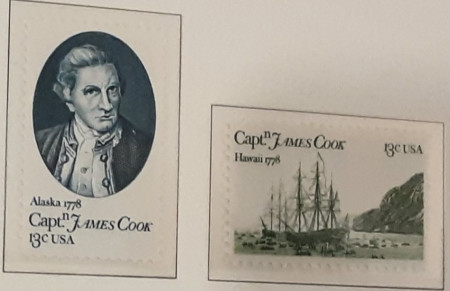 Alaska 1778
Captn JAMES COOK
13c USA
Captn JAMES COOK
Hawaii 1778
13c USA